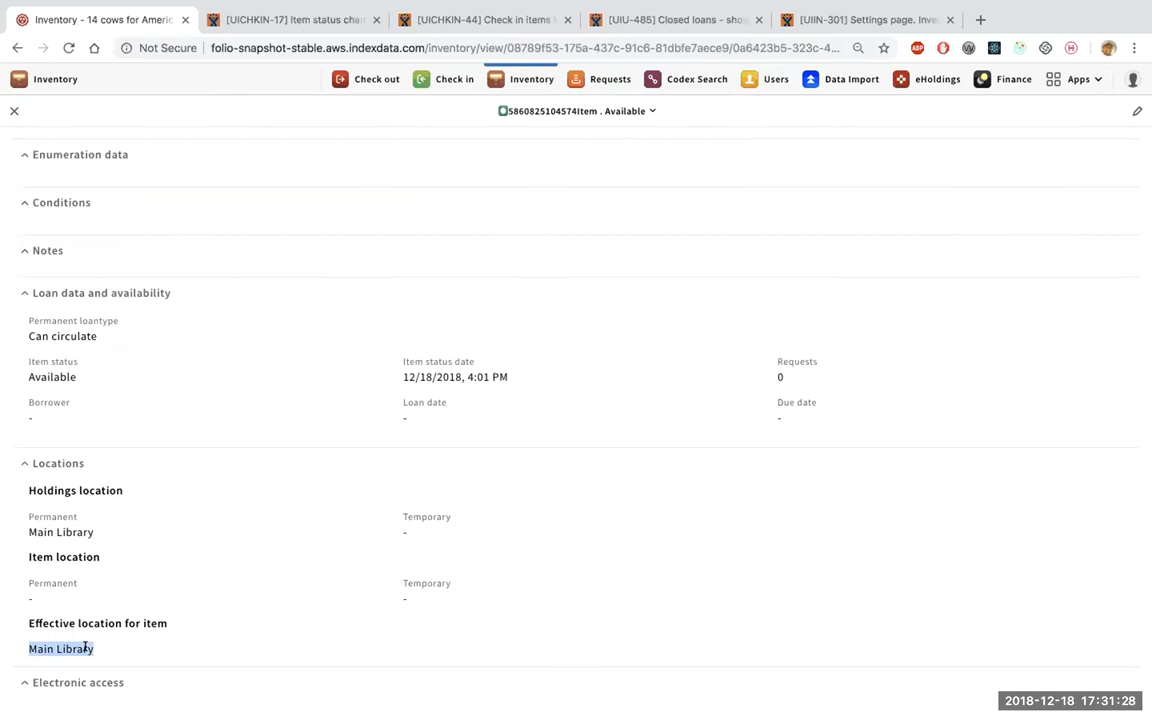 Inventory - 14 cows for Americ
[UICHKIN-17] Item status chan
[UICHKIN-44] Check in items
[UIU-485] Closed loans - sho
[UIIN-301] Settings page. Inve
Not Secure folio-snapshot-stable.aws.indexdata.com/inventory/view/08789f53-175a-437c-91c6-81dbfe7aece9/0a6423b5-323c-4...
ABP
Inventory
Check out
Check in
Inventory
Requests
Codex Search
Users
Data Import
eHoldings
Finance
Apps
5860825104574Item . Available
Enumeration data
Conditions
Notes
Loan data and availability
Permanent loantype
Can circulate
Item status Item status date Requests
Available 12/18/2018, 4:01 PM 0
Borrower Loan date Due date
- - -
Locations
Holdings location
Permanent Temporary
Main Library -
Item location
Permanent Temporary
- -
Effective location for item
Main Library
Electronic access
2018-12-18 17:31:28